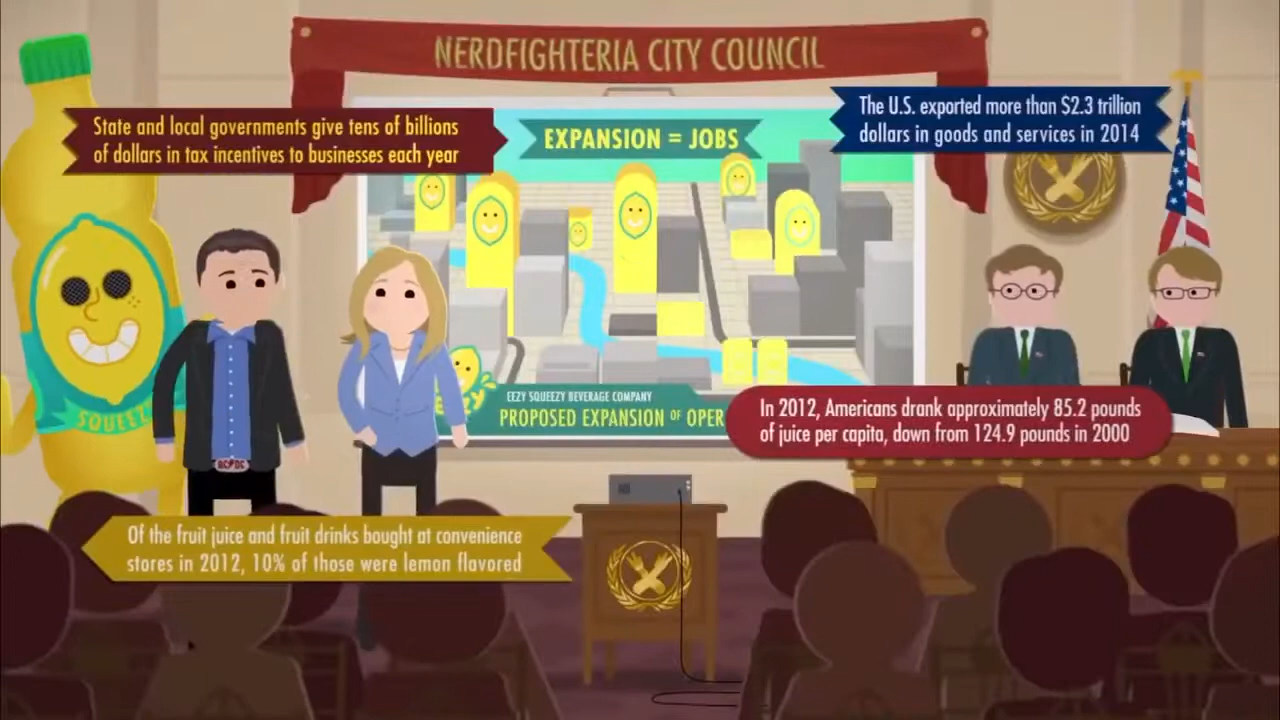 NERDFIGHTERIA CITY COUNCIL
State and local governments give tens of billions
of dollars in tax incentives to businesses each year
EXPANSION = JOBS
The U.S. exported more than $2.3 trillion
dollars in goods and services in 2014
SQUEEZ
AC/DC
EEZY SQUEEZY BEVERAGE COMPANY
PROPOSED EXPANSION OF OPER
In 2012, Americans drank approximately 85.2 pounds
of juice per capita, down from 124.9 pounds in 2000
Of the fruit juice and fruit drinks bought at convenience
stores in 2012, 10% of those were lemon flavored